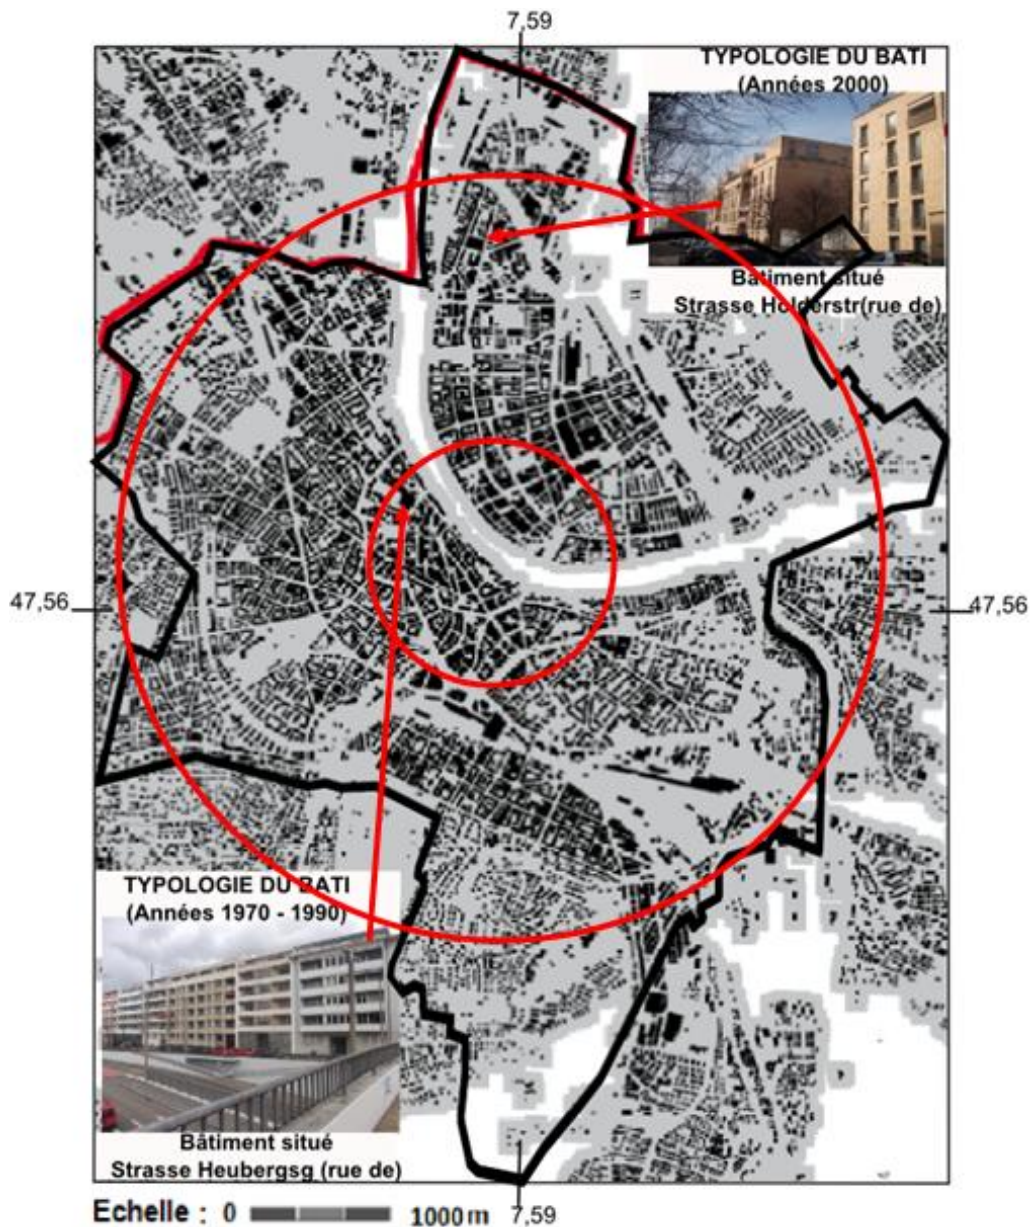 7,59
TYPOLOGIE DU BATI
(Années 2000)
Bâtiment situé
Strasse Holderstr(rue de)
47,56
47,56
TYPOLOGIE DU BATI
(Années 1970 - 1990)
Bâtiment situé
Strasse Heubergsg (rue de)
Echelle : 0 1000 m 7,59